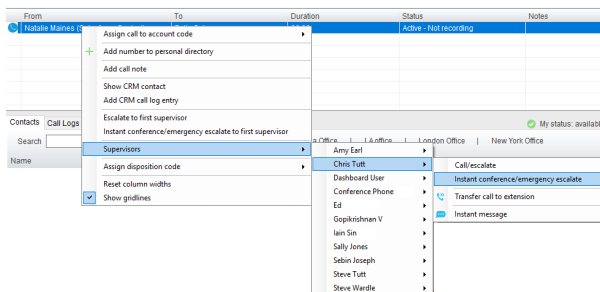 From To Duration Status Notes
Natalie Maines Active - Not recording
Assign call to account code
Add number to personal directory
Add call note
Show CRM contact
Add CRM call log entry
Escalate to first supervisor
Instant conference/emergency escalate to first supervisor
Supervisors
Assign disposition code
Reset column widths
Show gridlines
Contacts Call Logs
My status: availabl
Search
Office | LA office | London Office | New York Office
Name
Amy Earl
Chris Tutt
Dashboard User
Conference Phone
Ed
Gopikrishnan V
Iain Sin
Sally Jones
Sebin Joseph
Steve Tutt
Steve Wardle
Call/escalate
Instant conference/emergency escalate
Transfer call to extension
Instant message